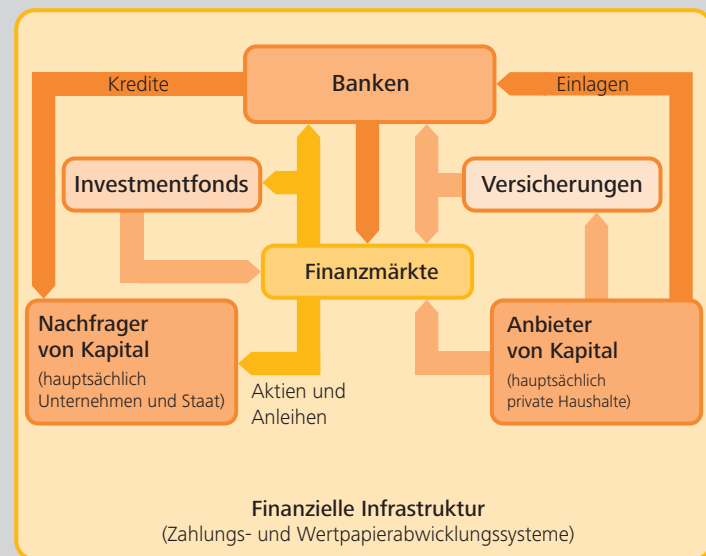 Kredite
Banken
Einlagen
Investmentfonds
Versicherungen
Finanzmärkte
Nachfrager
von Kapital
(hauptsächlich
Unternehmen und Staat)
Aktien und
Anleihen
Anbieter
von Kapital
(hauptsächlich
private Haushalte)
Finanzielle Infrastruktur
(Zahlungs- und Wertpapierabwicklungssysteme)